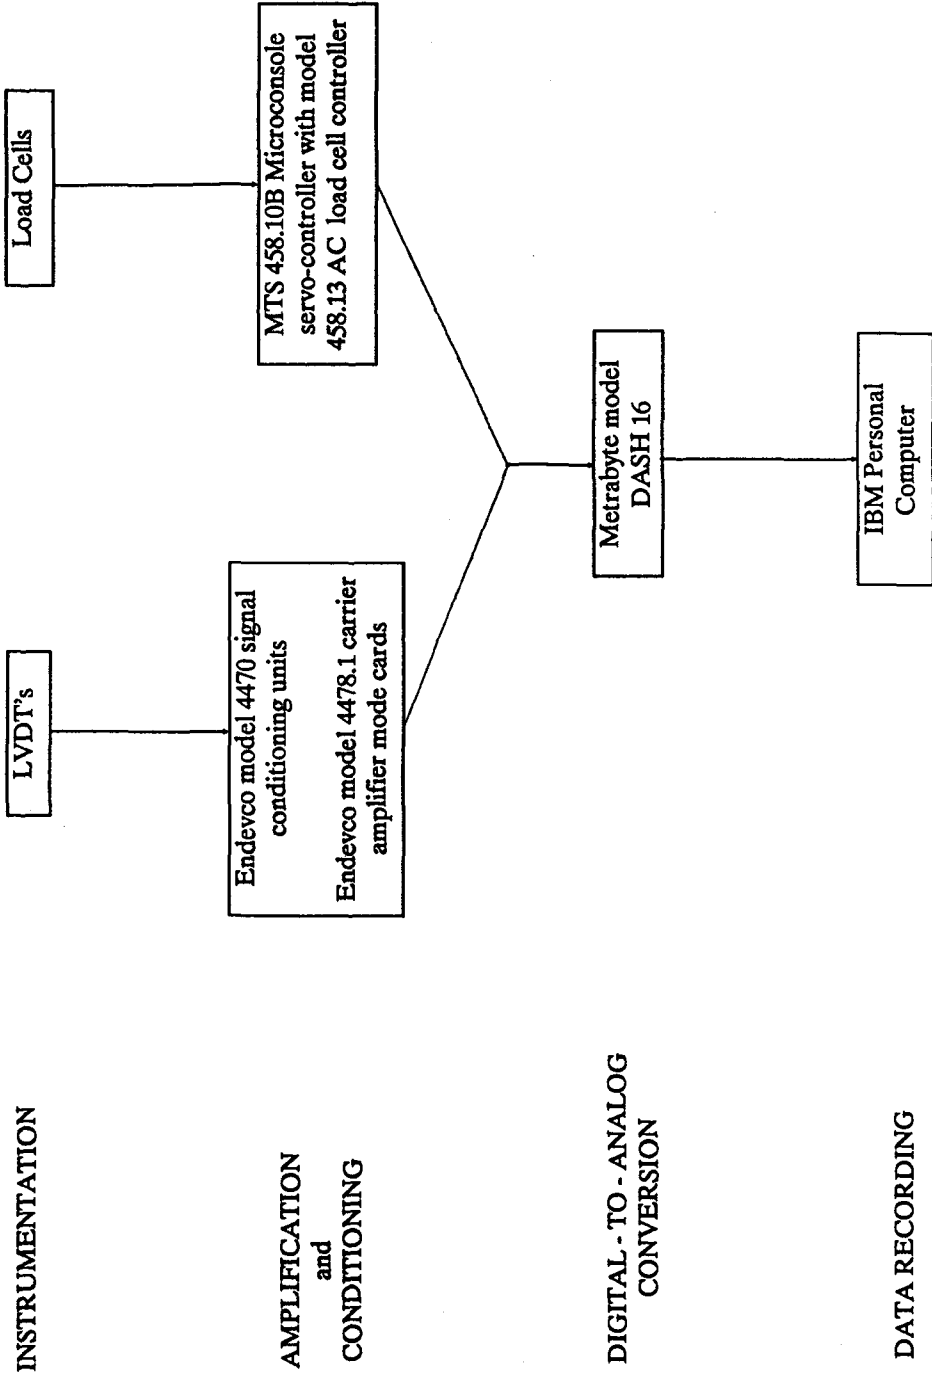 INSTRUMENTATION
LVDT's
Load Cells
AMPLIFICATION
and
CONDITIONING
Endevco model 4470 signal
conditioning units
Endevco model 4478.1 carrier
amplifier mode cards
MTS 458.10B Microconsole
servo-controller with model
458.13 AC load cell controller
DIGITAL - TO - ANALOG
CONVERSION
Metrabyte model
DASH 16
DATA RECORDING
IBM Personal
Computer